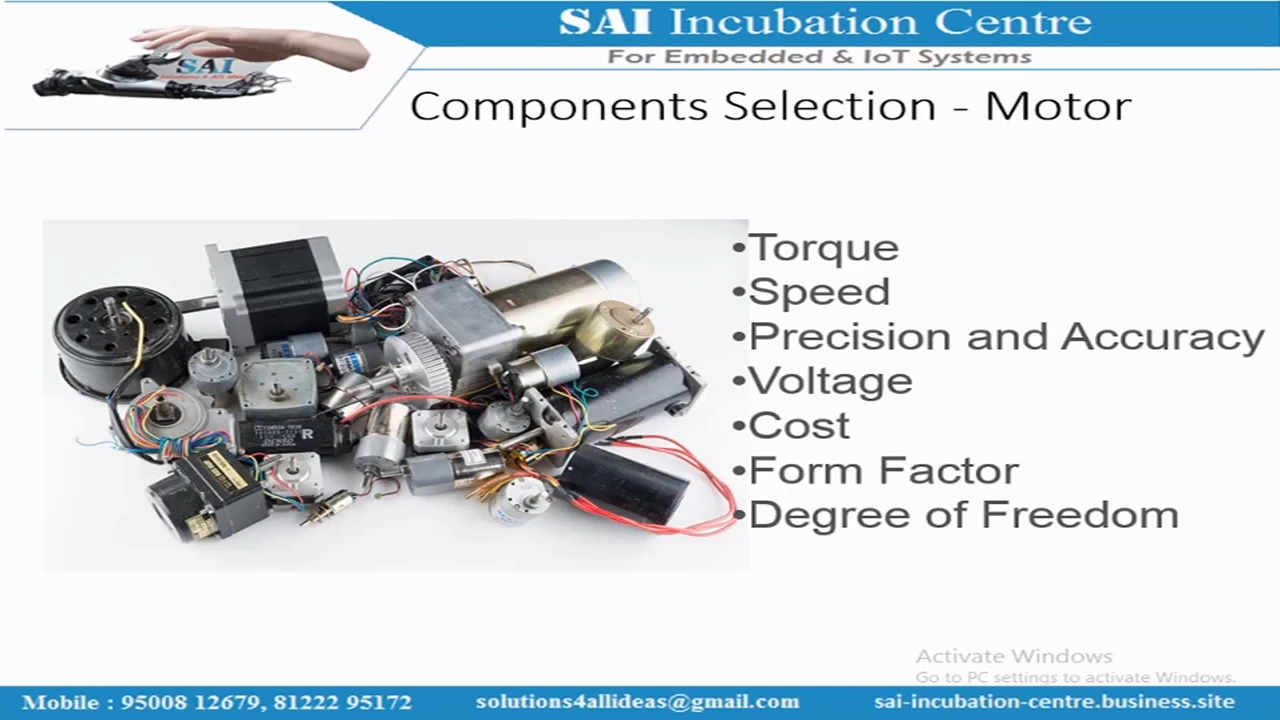 SAI Incubation Centre
For Embedded & IoT Systems
SAI
Components Selection - Motor
•Torque
•Speed
•Precision and Accuracy
•Voltage
•Cost
•Form Factor
•Degree of Freedom
R
Activate Windows
Go to PC settings to activate Windows.
Mobile : 95008 12679, 81222 95172
solutions4allideas@gmail.com
sai-incubation-centre.business.site